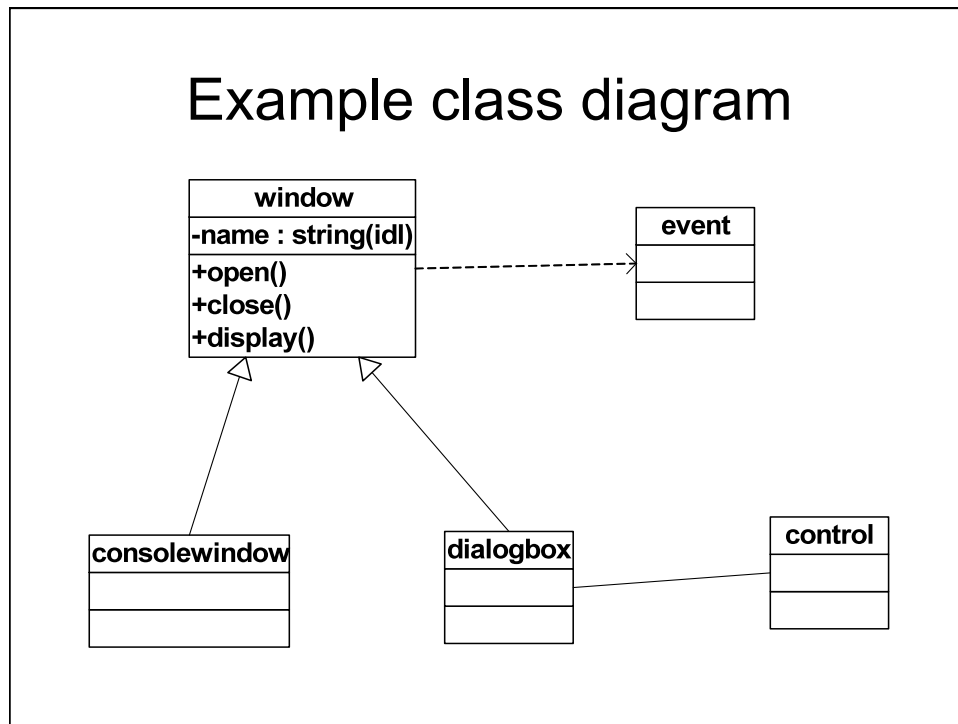 Example class diagram
window
-name : string(idl)
+open()
+close()
+display()
event
consolewindow
dialogbox
control